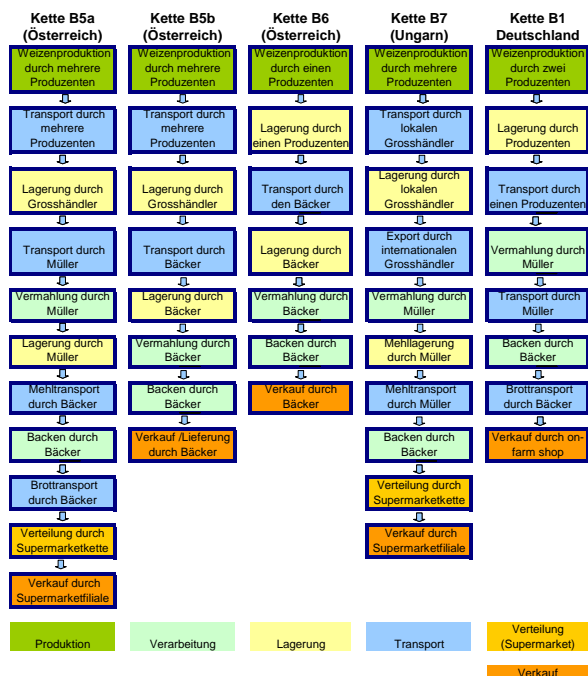 Kette B5a
(Österreich)
Weizenproduktion
durch mehrere
Produzenten
Transport durch
mehrere
Produzenten
Lagerung durch
Grosshändler
Transport durch
Müller
Vermahlung durch
Müller
Lagerung durch
Müller
Mehltransport
durch Bäcker
Backen durch
Bäcker
Brottransport
durch Bäcker
Verteilung durch
Supermarketkette
Verkauf durch
Supermarketfiliale
Kette B5b
(Österreich)
Weizenproduktion
durch mehrere
Produzenten
Transport durch
mehrere
Produzenten
Lagerung durch
Grosshändler
Transport durch
Bäcker
Lagerung durch
Bäcker
Vermahlung durch
Bäcker
Backen durch
Bäcker
Verkauf /Lieferung
durch Bäcker
Kette B6
(Österreich)
Weizenproduktion
durch einen
Produzenten
Lagerung durch
einen Produzenten
Transport durch
den Bäcker
Lagerung durch
Bäcker
Vermahlung durch
Bäcker
Backen durch
Bäcker
Verkauf durch
Bäcker
Kette B7
(Ungarn)
Weizenproduktion
durch mehrere
Produzenten
Transport durch
lokalen
Grosshändler
Lagerung durch
lokalen
Grosshändler
Export durch
internationalen
Grosshändler
Vermahlung durch
Müller
Mehllagerung
durch Müller
Mehltransport
durch Müller
Backen durch
Bäcker
Verteilung durch
Supermarketkette
Verkauf durch
Supermarketfiliale
Kette B1
Deutschland
Weizenproduktion
durch zwei
Produzenten
Lagerung durch
Produzenten
Transport durch
einen Produzenten
Vermahlung durch
Müller
Transport durch
Müller
Backen durch
Bäcker
Brottransport
durch Bäcker
Verkauf durch on-
farm shop
Produktion
Verarbeitung
Lagerung
Transport
Verteilung
(Supermarket)
Verkauf